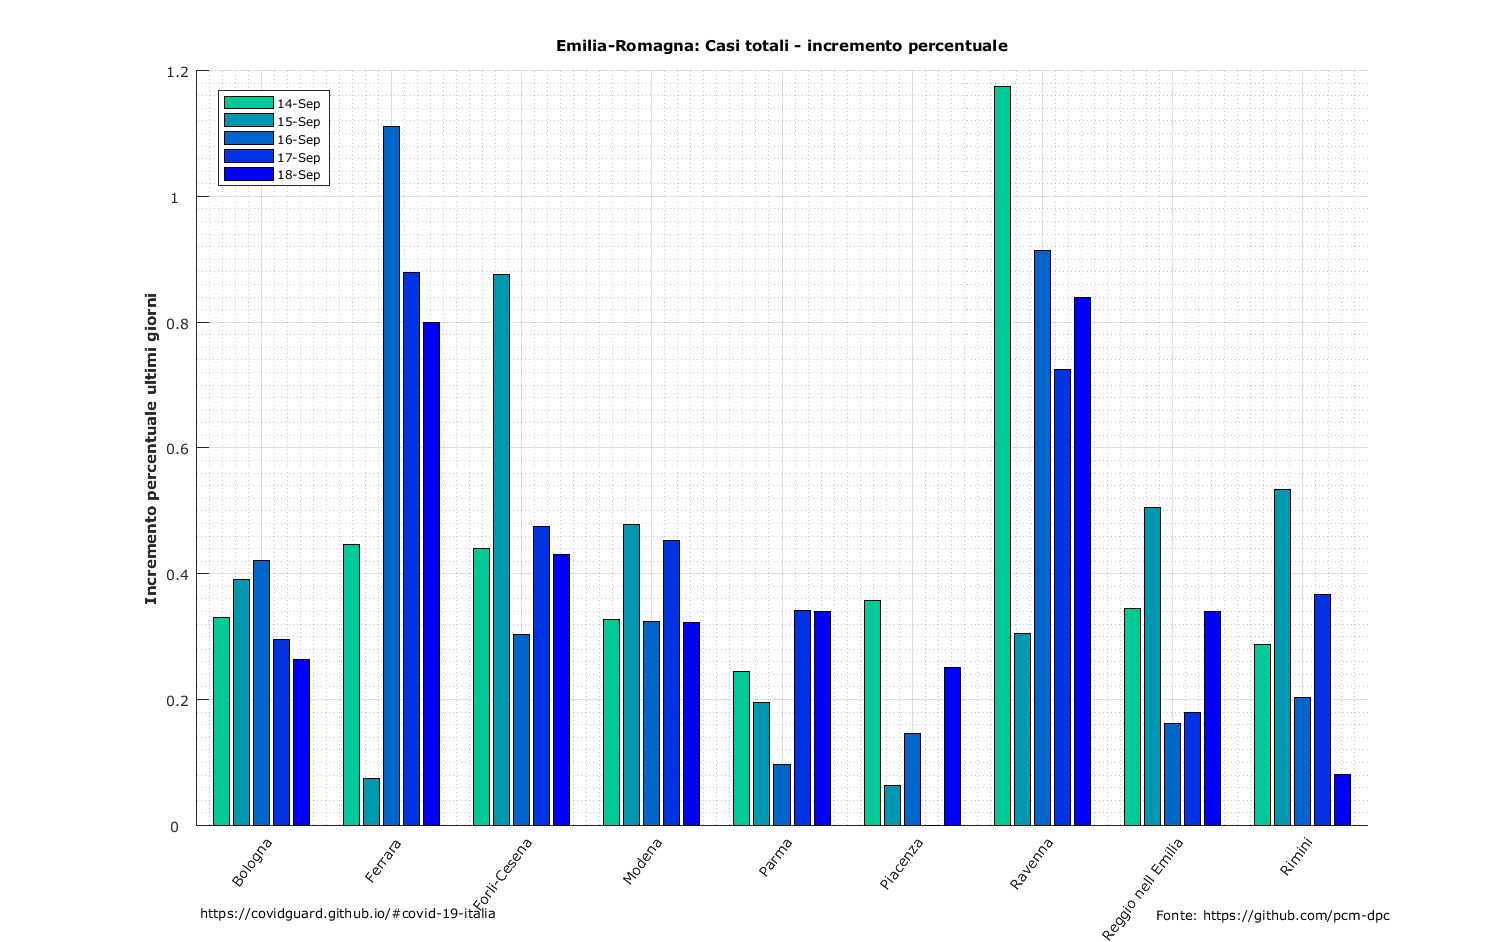 Emilia-Romagna: Casi totali - incremento percentuale
1.2
1
0.8
0.6
0.4
0.2
0
Incremento percentuale ultimi giorni
14-Sep
15-Sep
16-Sep
17-Sep
18-Sep
Bologna
Ferrara
Forlì-Cesena
Modena
Parma
Piacenza
Ravenna
Reggio nell Emilia
Rimini
https://covidguard.github.io/#covid-19-italia
Fonte: https://github.com/pcm-dpc